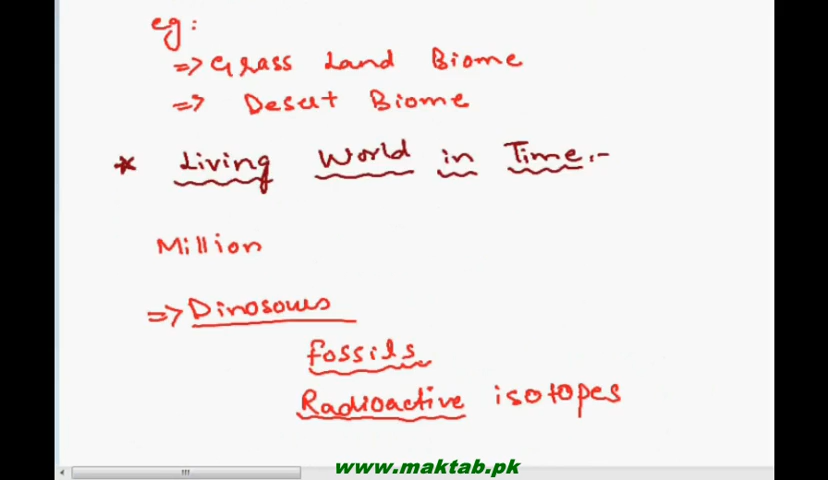 eg:
=> Grass Land Biome
=> Desert Biome
* Living World in Time:-
Million
=> Dinosours
fossils
Radioactive isotopes
www.maktab.pk